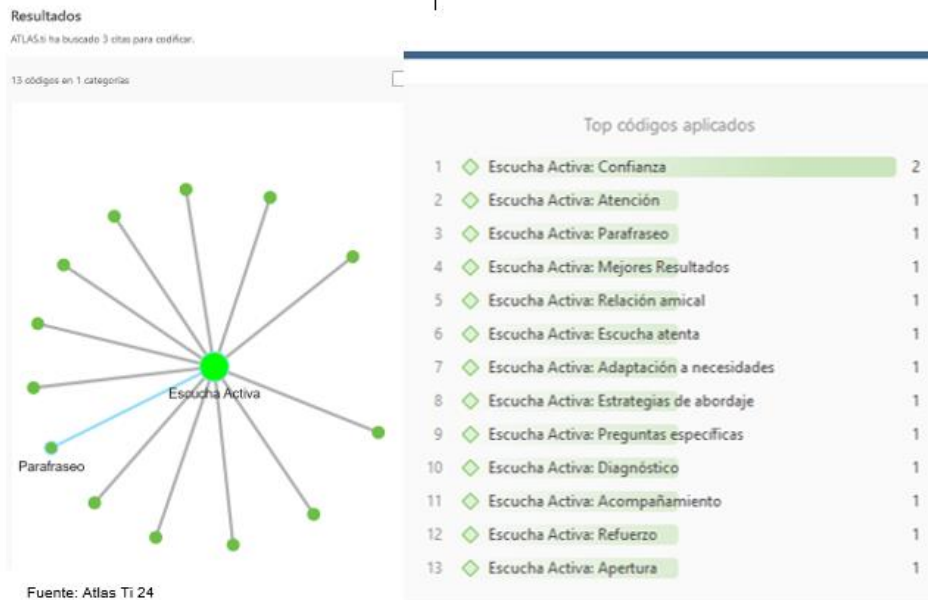 Resultados
ATLAS.ti ha buscado 3 citas para codificar.
13 códigos en 1 categorías
Escucha Activa
Parafraseo
Fuente: Atlas Ti 24
Top códigos aplicados
1 Escucha Activa: Confianza 2
2 Escucha Activa: Atención 1
3 Escucha Activa: Parafraseo 1
4 Escucha Activa: Mejores Resultados 1
5 Escucha Activa: Relación amical 1
6 Escucha Activa: Escucha atenta 1
7 Escucha Activa: Adaptación a necesidades 1
8 Escucha Activa: Estrategias de abordaje 1
9 Escucha Activa: Preguntas específicas 1
10 Escucha Activa: Diagnóstico 1
11 Escucha Activa: Acompañamiento 1
12 Escucha Activa: Refuerzo 1
13 Escucha Activa: Apertura 1